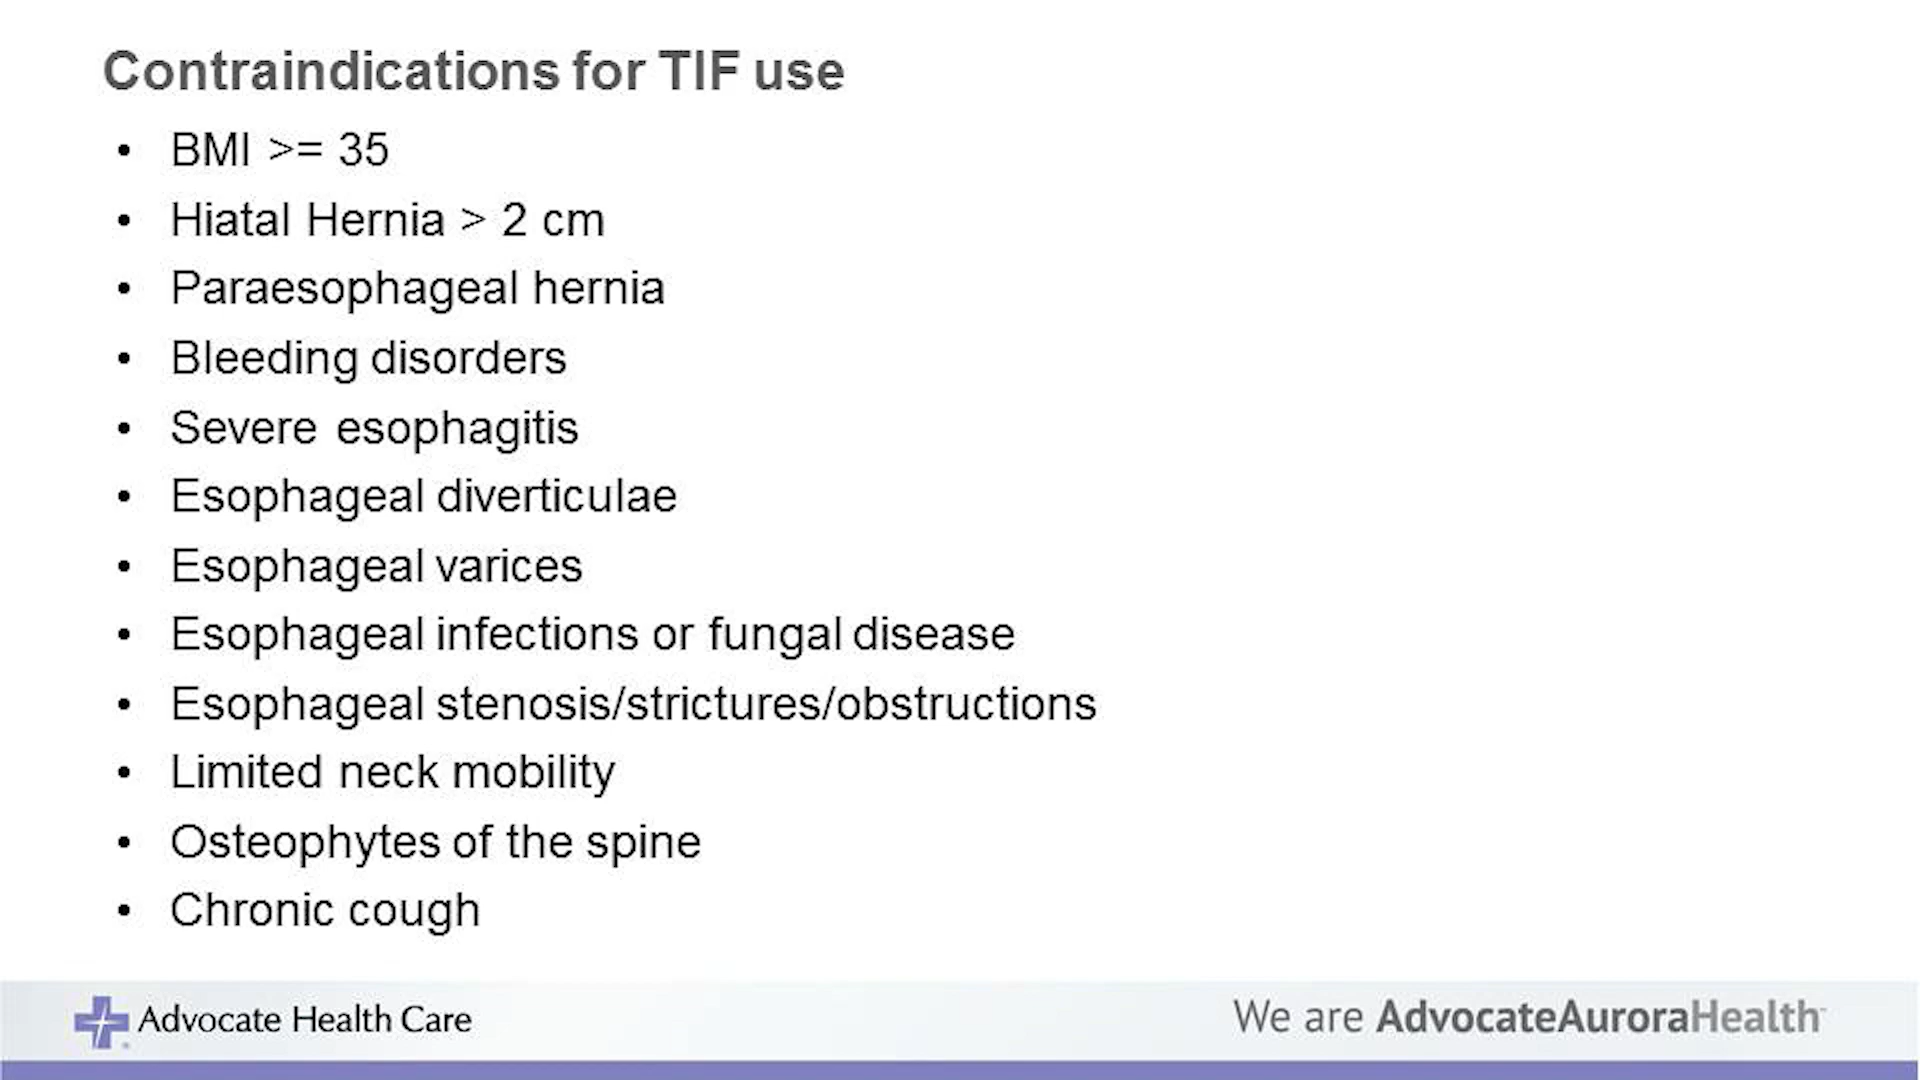 Contraindications for TIF use
• BMI >= 35
• Hiatal Hernia > 2 cm
• Paraesophageal hernia
• Bleeding disorders
• Severe esophagitis
• Esophageal diverticulae
• Esophageal varices
• Esophageal infections or fungal disease
• Esophageal stenosis/strictures/obstructions
• Limited neck mobility
• Osteophytes of the spine
• Chronic cough
Advocate Health Care
We are AdvocateAuroraHealth